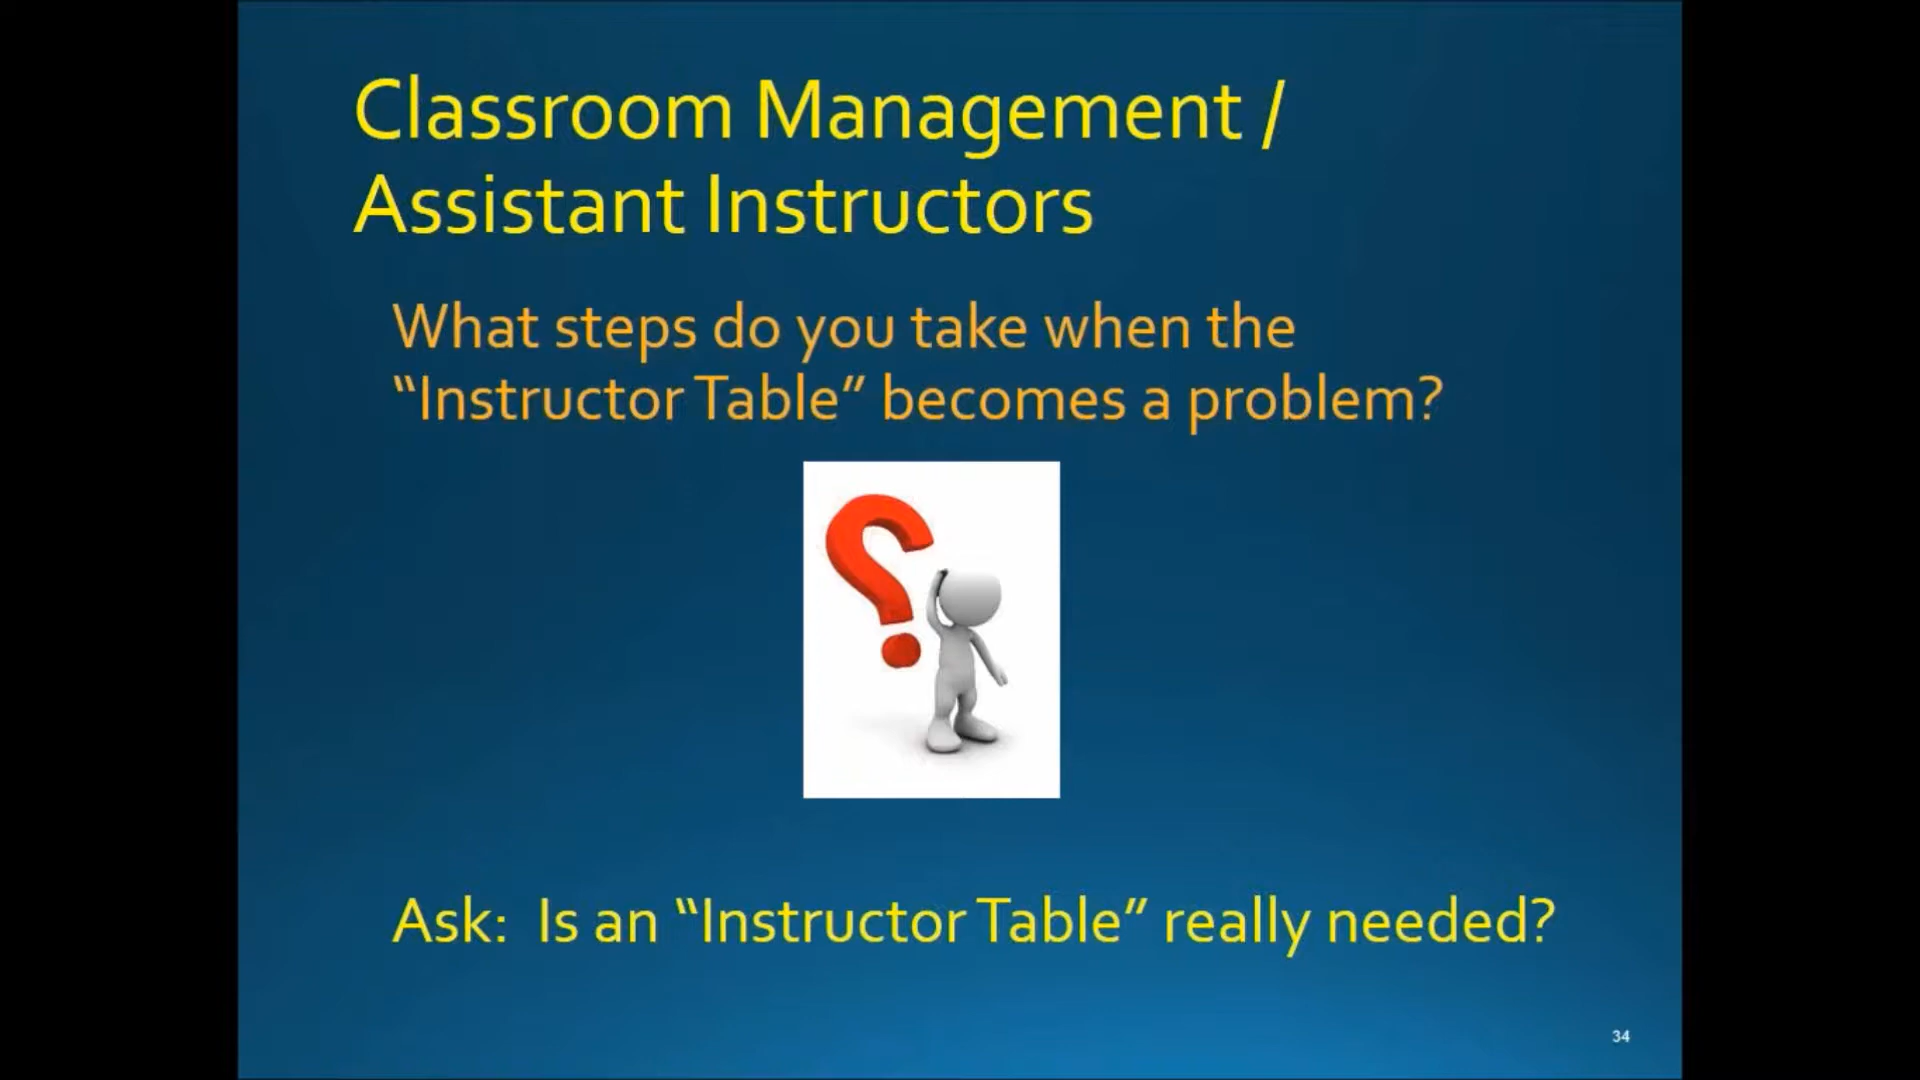 Classroom Management /
Assistant Instructors
What steps do you take when the
“Instructor Table” becomes a problem?
Ask:  Is an “Instructor Table” really needed?
34